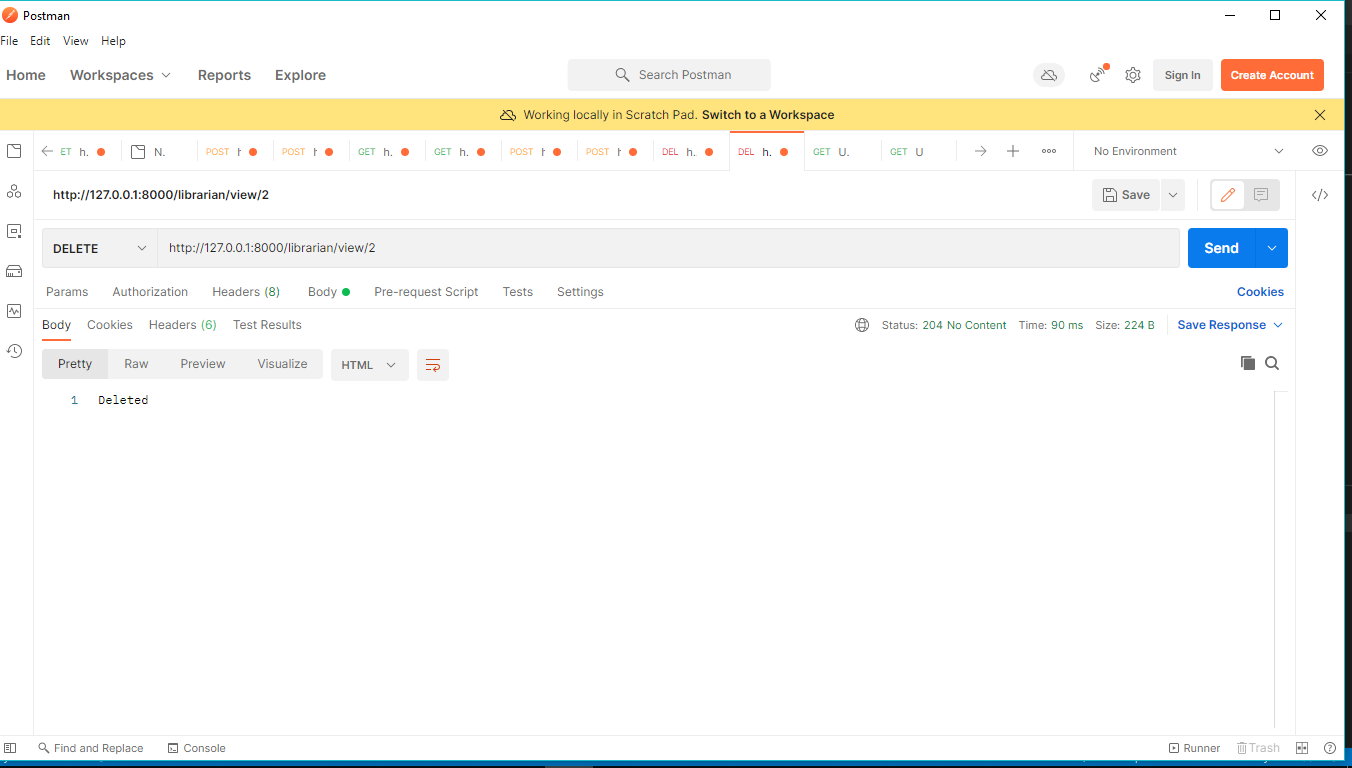 Postman
File Edit View Help
Home Workspaces Reports Explore Search Postman Sign In Create Account
Working locally in Scratch Pad. Switch to a Workspace
ET h. N. POST h POST h GET h. GET h. POST h POST h DEL h. DEL h. GET U. GET U No Environment
http://127.0.0.1:8000/librarian/view/2 Save
DELETE http://127.0.0.1:8000/librarian/view/2 Send
Params Authorization Headers (8) Body Pre-request Script Tests Settings Cookies
Body Cookies Headers (6) Test Results Status: 204 No Content Time: 90 ms Size: 224 B Save Response
Pretty Raw Preview Visualize HTML
1 Deleted
Find and Replace Console Runner Trash